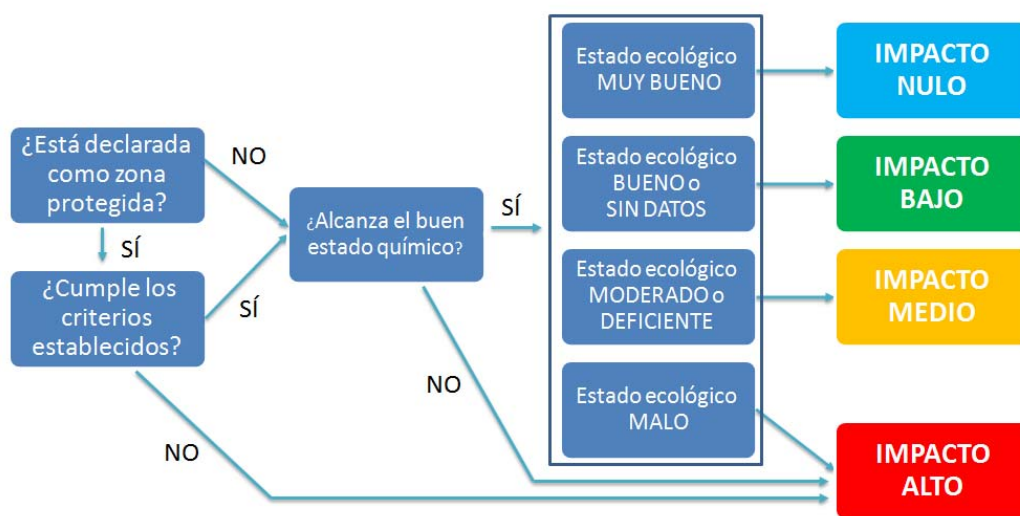 ¿Está declarada
como zona
protegida?
NO
SÍ
¿Cumple los
criterios
establecidos?
SÍ
NO
¿Alcanza el buen
estado químico?
SÍ
NO
Estado ecológico
MUY BUENO
IMPACTO
NULO
Estado ecológico
BUENO o
SIN DATOS
IMPACTO
BAJO
Estado ecológico
MODERADO o
DEFICIENTE
IMPACTO
MEDIO
Estado ecológico
MALO
IMPACTO
ALTO